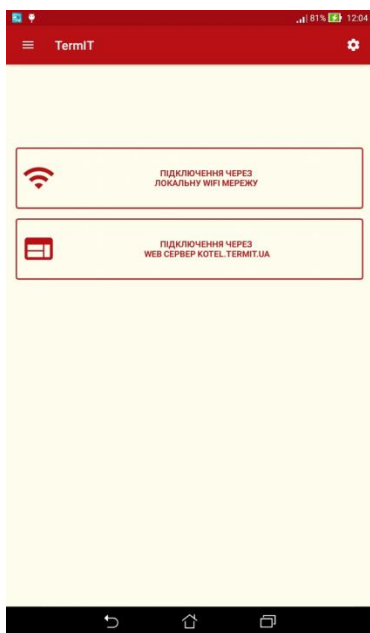 81% 12:04
TermIT
ПІДКЛЮЧЕННЯ ЧЕРЕЗ
ЛОКАЛЬНУ WIFI МЕРЕЖУ
ПІДКЛЮЧЕННЯ ЧЕРЕЗ
WEB СЕРВЕР KOTEL.TERMIT.UA